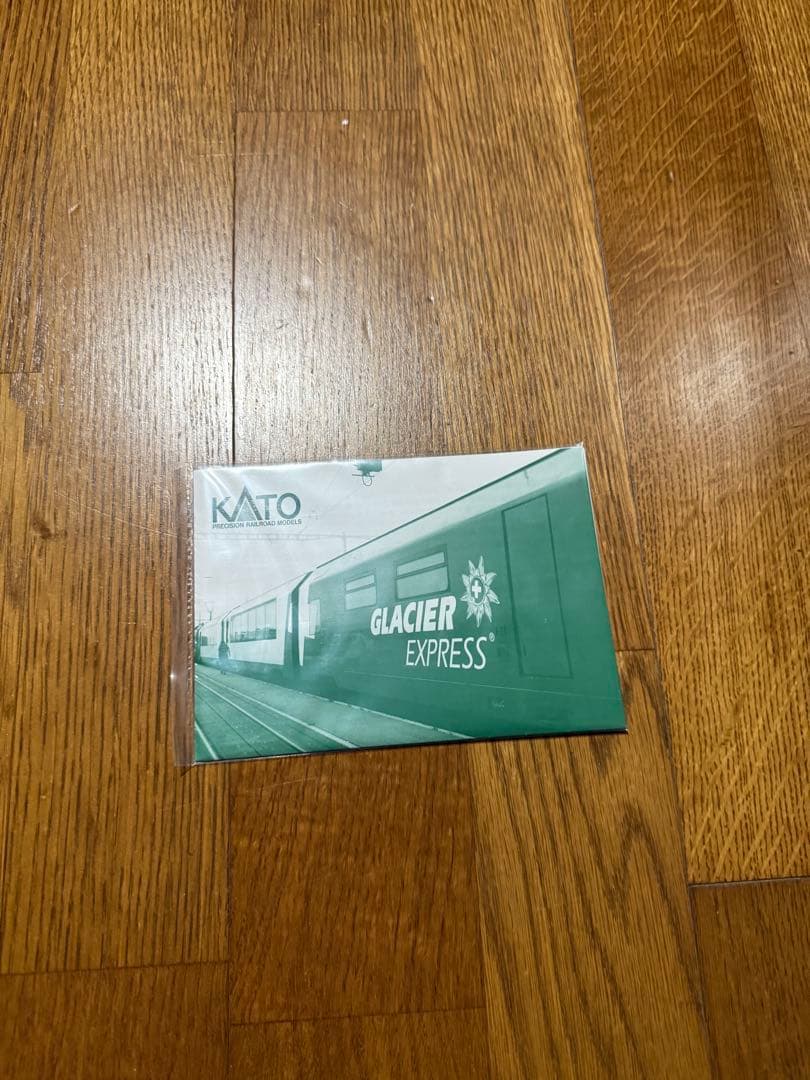 KATO
PRECISION RAILROAD MODELS
GLACIER
EXPRESS®